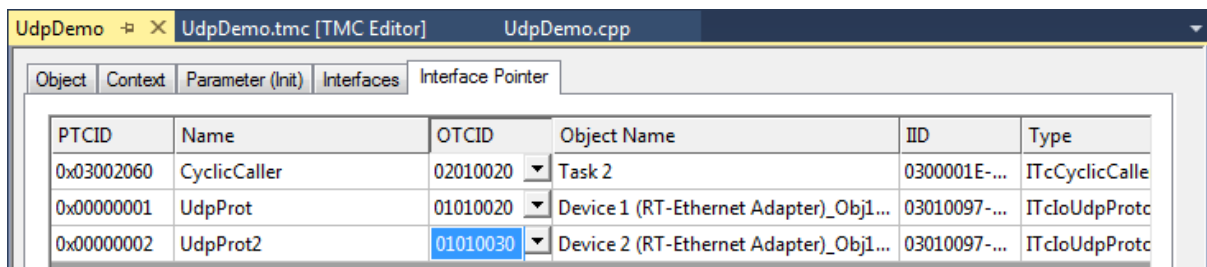 UdpDemo UdpDemo.tmc [TMC Editor] UdpDemo.cpp
Object Context Parameter (Init) Interfaces Interface Pointer
PTCID Name OTCID Object Name IID Type
0x03002060 CyclicCaller 02010020 Task 2 0300001E-... ITcCyclicCalle
0x00000001 UdpProt 01010020 Device 1 (RT-Ethernet Adapter)_Obj1... 03010097-... ITcIoUdpProtc
0x00000002 UdpProt2 01010030 Device 2 (RT-Ethernet Adapter)_Obj1... 03010097-... ITcIoUdpProtc